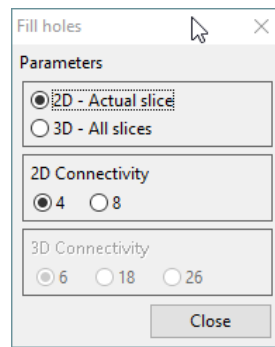 Fill holes
Parameters
2D - Actual slice
3D - All slices
2D Connectivity
4 8
3D Connectivity
6 18 26
Close